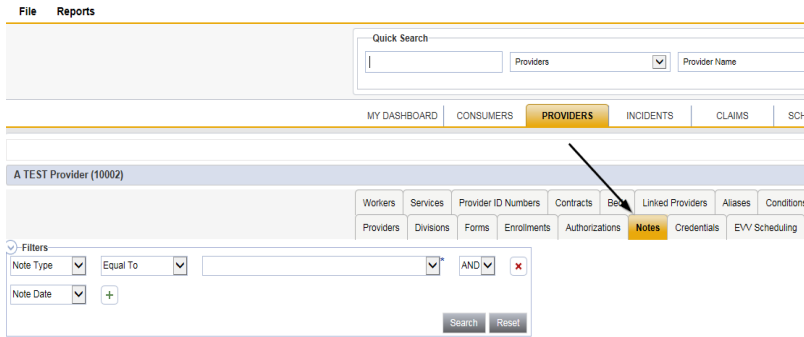 File Reports
Quick Search
Providers Provider Name
MY DASHBOARD CONSUMERS PROVIDERS INCIDENTS CLAIMS SCH
A TEST Provider (10002)
Workers Services Provider ID Numbers Contracts Linked Providers Aliases Conditions
Providers Divisions Forms Enrollments Authorizations Notes Credentials EVV Scheduling
Filters
Note Type Equal To * AND
Note Date
Search Reset